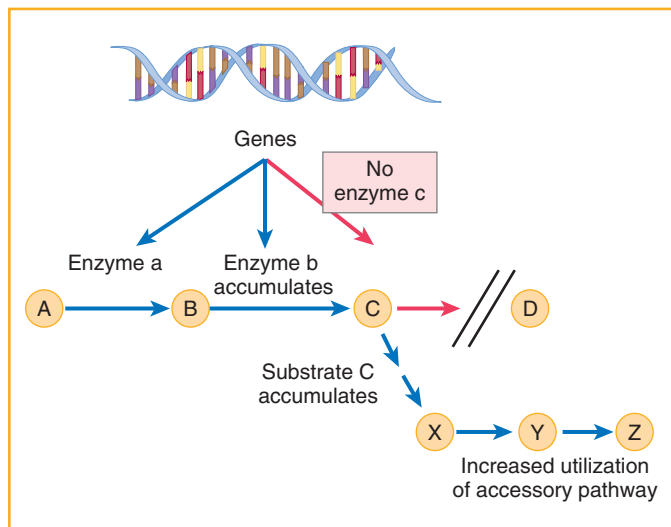 Genes
No
enzyme c
Enzyme a
Enzyme b
accumulates
A
B
C
D
Substrate C
accumulates
X
Y
Z
Increased utilization
of accessory pathway